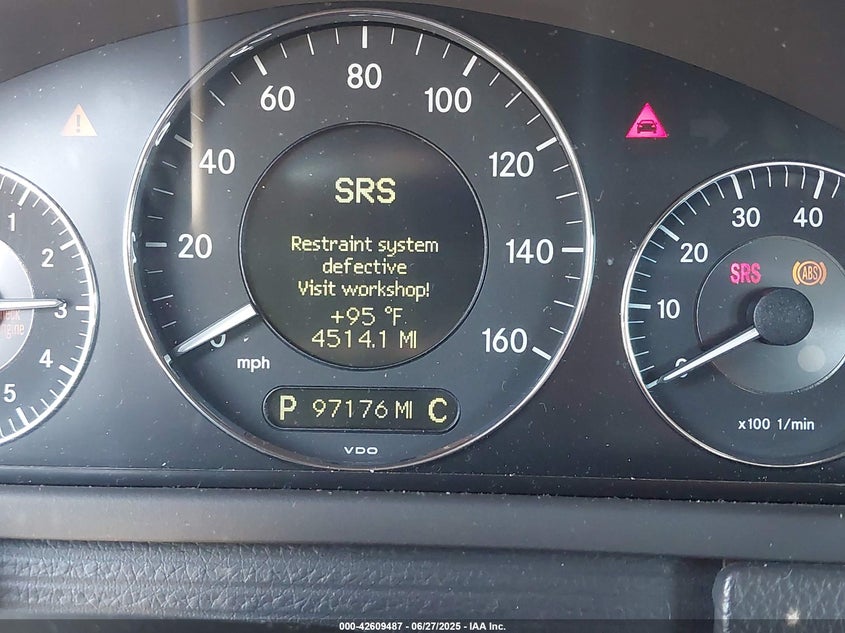 80
60
100
40
120
20
140
160
0
mph
SRS
Restraint system
defective
Visit workshop!
+95 °F
4514.1 MI
P 97176 MI C
VDO
1
2
3
4
5
!
30
40
20
10
0
SRS
ABS
x100 1/min
000-42609487 - 06/27/2025 - IAA Inc.